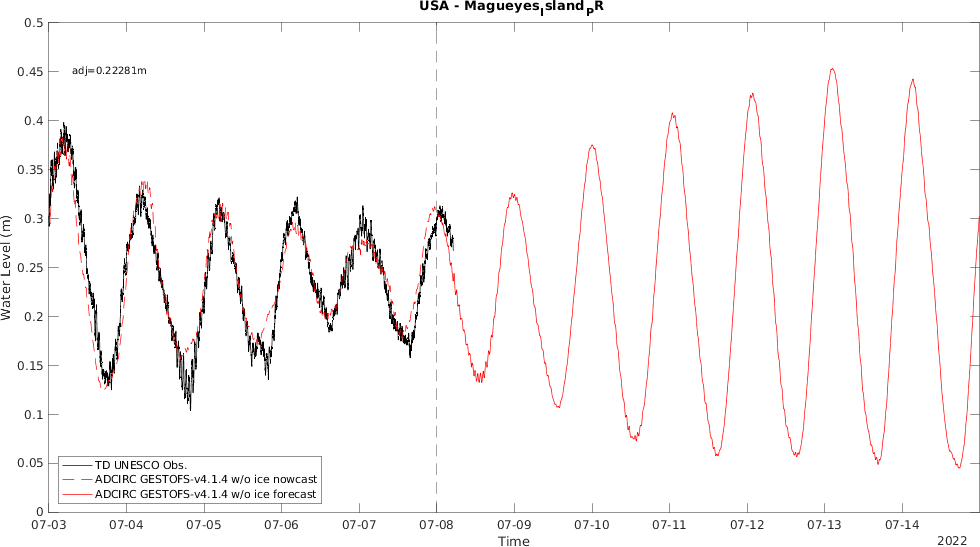 USA - Magueyes_Island_PR
0.5
0.45
0.4
0.35
0.3
0.25
0.2
0.15
0.1
0.05
0
Water Level (m)
adj=0.22281m
TD UNESCO Obs.
ADCIRC GESTOFS-v4.1.4 w/o ice nowcast
ADCIRC GESTOFS-v4.1.4 w/o ice forecast
07-03 07-04 07-05 07-06 07-07 07-08 07-09 07-10 07-11 07-12 07-13 07-14
Time
2022